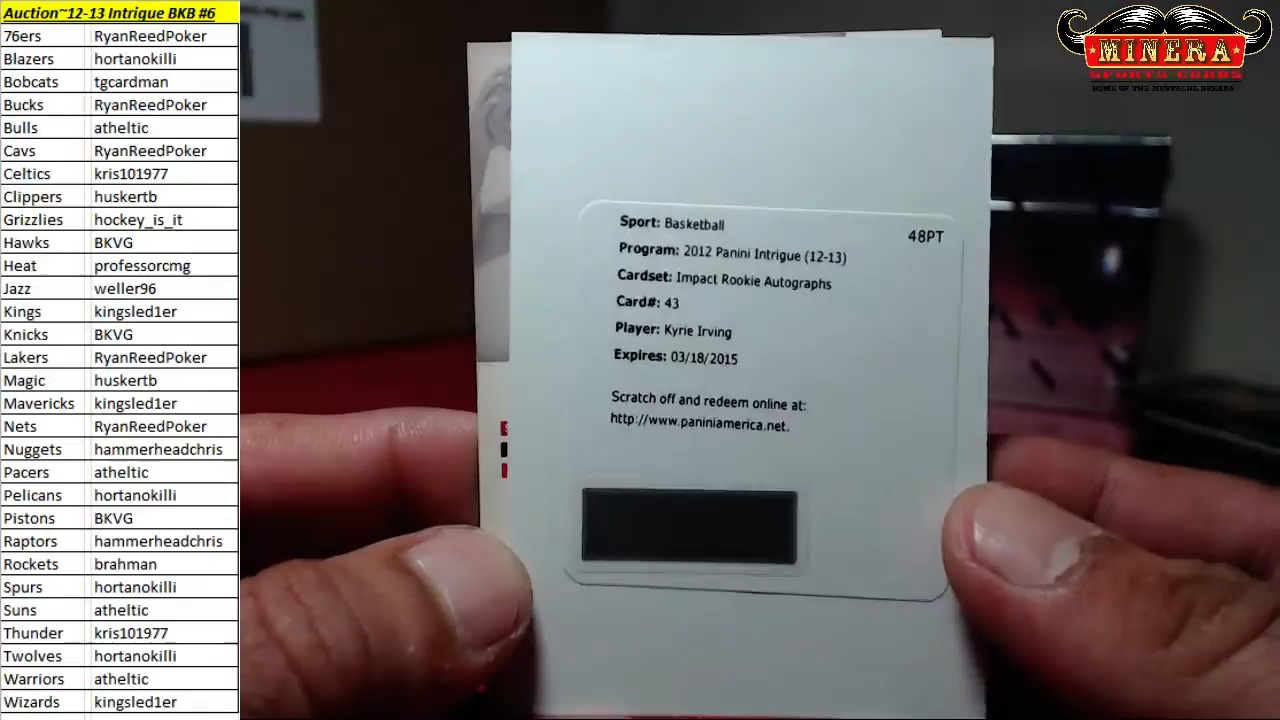 Auction~12-13 Intrigue BKB #6
76ers RyanReedPoker
Blazers hortanokilli
Bobcats tgcardman
Bucks RyanReedPoker
Bulls atheltic
Cavs RyanReedPoker
Celtics kris101977
Clippers huskertb
Grizzlies hockey_is_it
Hawks BKVG
Heat professorcmg
Jazz weller96
Kings kingsled1er
Knicks BKVG
Lakers RyanReedPoker
Magic huskertb
Mavericks kingsled1er
Nets RyanReedPoker
Nuggets hammerheadchris
Pacers atheltic
Pelicans hortanokilli
Pistons BKVG
Raptors hammerheadchris
Rockets brahman
Spurs hortanokilli
Suns atheltic
Thunder kris101977
Twolves hortanokilli
Warriors atheltic
Wizards kingsled1er
MINERA
SPORTS CARDS
HOME OF THE MUSTACHE BREAKS
48PT
Sport: Basketball
Program: 2012 Panini Intrigue (12-13)
Cardset: Impact Rookie Autographs
Card#: 43
Player: Kyrie Irving
Expires: 03/18/2015
Scratch off and redeem online at:
http://www.paniniamerica.net.